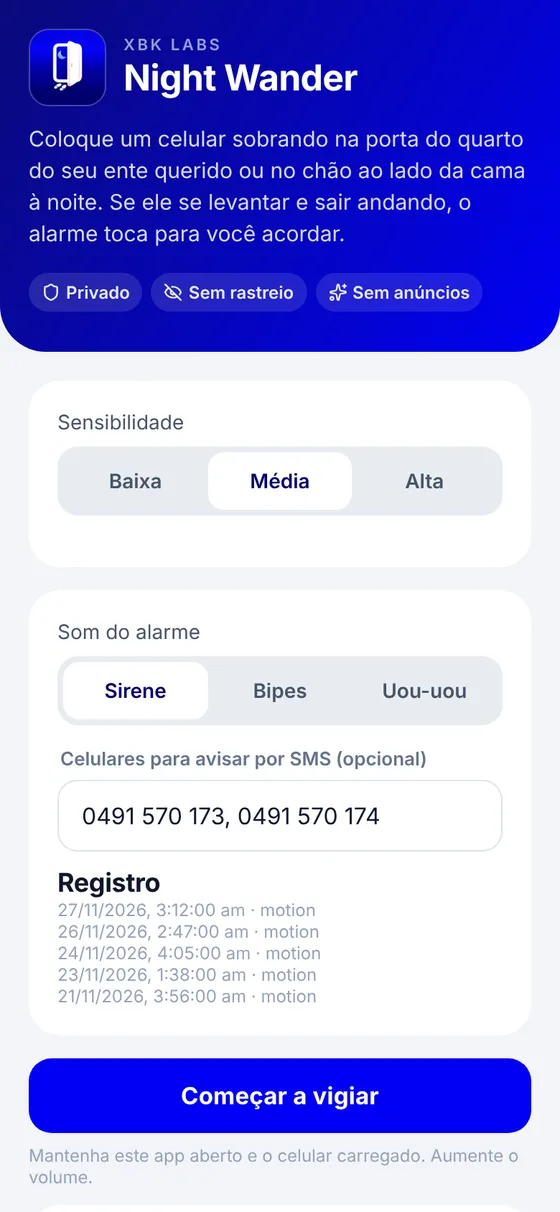 XBK LABS
Night Wander
Coloque um celular sobrando na porta do quarto
do seu ente querido ou no chão ao lado da cama
à noite. Se ele se levantar e sair andando, o
alarme toca para você acordar.
Privado Sem rastreio Sem anúncios
Sensibilidade
Baixa Média Alta
Som do alarme
Sirene Bipes Uou-uou
Celulares para avisar por SMS (opcional)
0491 570 173, 0491 570 174
Registro
27/11/2026, 3:12:00 am · motion
26/11/2026, 2:47:00 am · motion
24/11/2026, 4:05:00 am · motion
23/11/2026, 1:38:00 am · motion
21/11/2026, 3:56:00 am · motion
Começar a vigiar
Mantenha este app aberto e o celular carregado. Aumente o
volume.